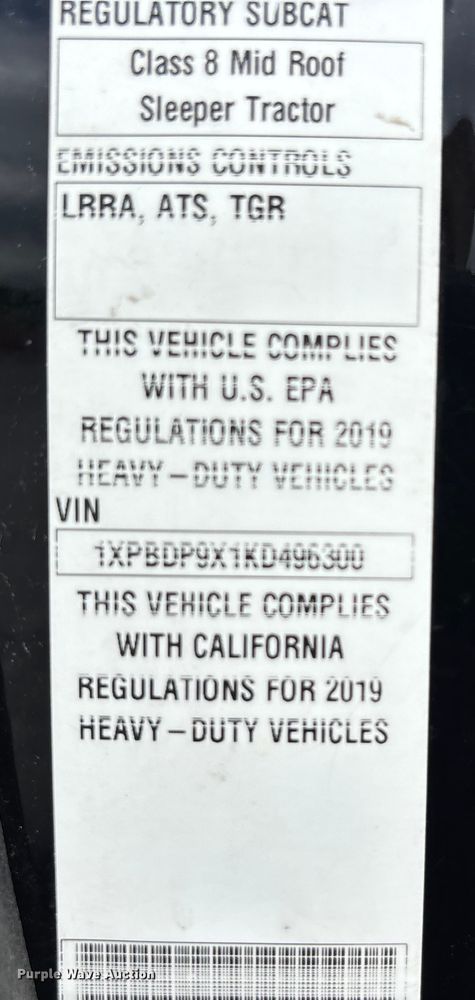 REGULATORY SUBCAT
Class 8 Mid Roof
Sleeper Tractor
EMISSIONS CONTROLS
LRRA, ATS, TGR
THIS VEHICLE COMPLIES
WITH U.S. EPA
REGULATIONS FOR 2019
HEAVY-DUTY VEHICLES
VIN
1XPBDP9X1KD496300
THIS VEHICLE COMPLIES
WITH CALIFORNIA
REGULATIONS FOR 2019
HEAVY-DUTY VEHICLES
Purple Wave Auction